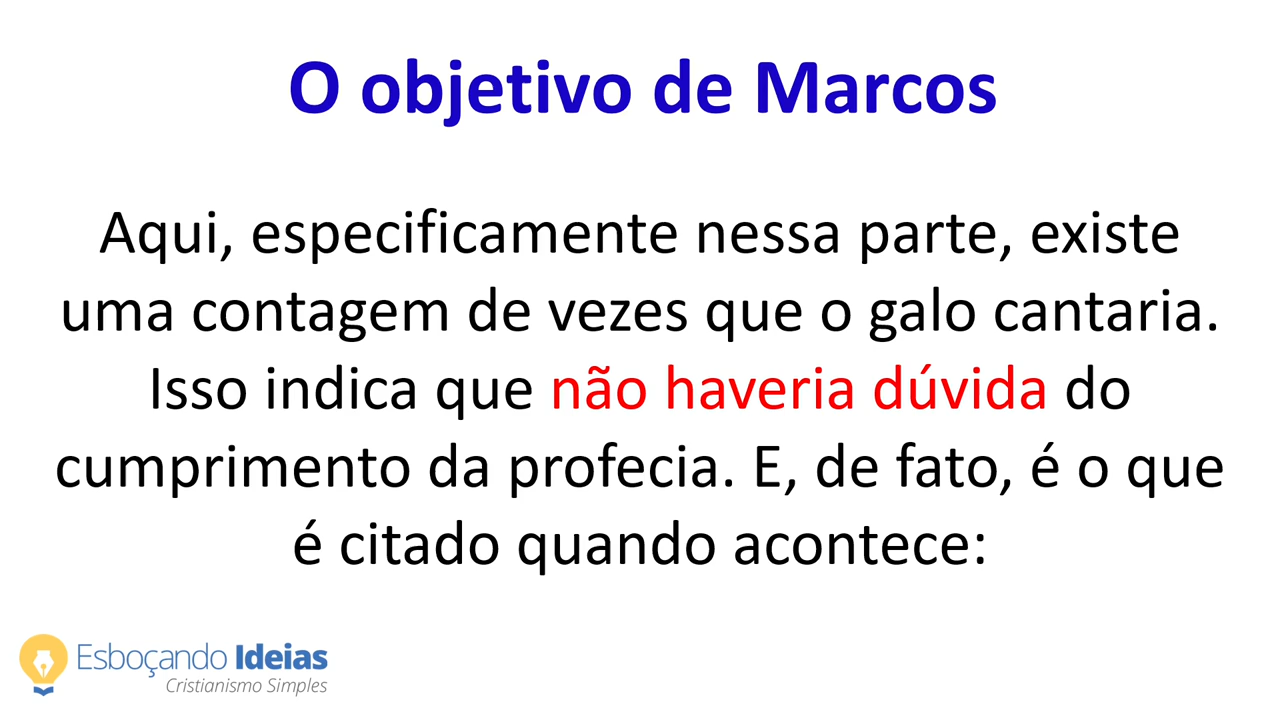 O objetivo de Marcos
Aqui, especificamente nessa parte, existe
uma contagem de vezes que o galo cantaria.
Isso indica que não haveria dúvida do
cumprimento da profecia. E, de fato, é o que
é citado quando acontece:
Esboçando Ideias
Cristianismo Simples